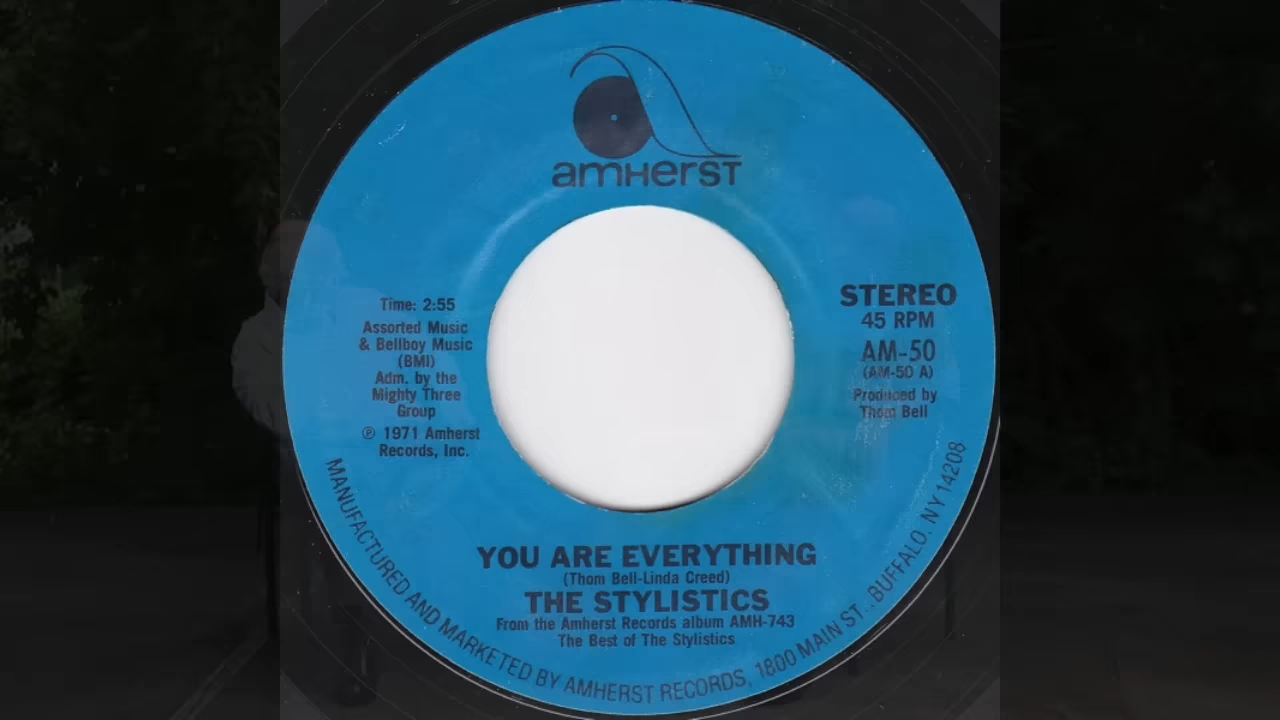 amHerST
Time: 2:55
Assorted Music
& Bellboy Music
(BMI)
Adm. by the
Mighty Three
Group
℗ 1971 Amherst
Records, Inc.
STEREO
45 RPM
AM-50
(AM-50 A)
Produced by
Thom Bell
YOU ARE EVERYTHING
(Thom Bell-Linda Creed)
THE STYLISTICS
From the Amherst Records album AMH-743
The Best of The Stylistics
MANUFACTURED AND MARKETED BY AMHERST RECORDS, 1800 MAIN ST., BUFFALO, NY 14208